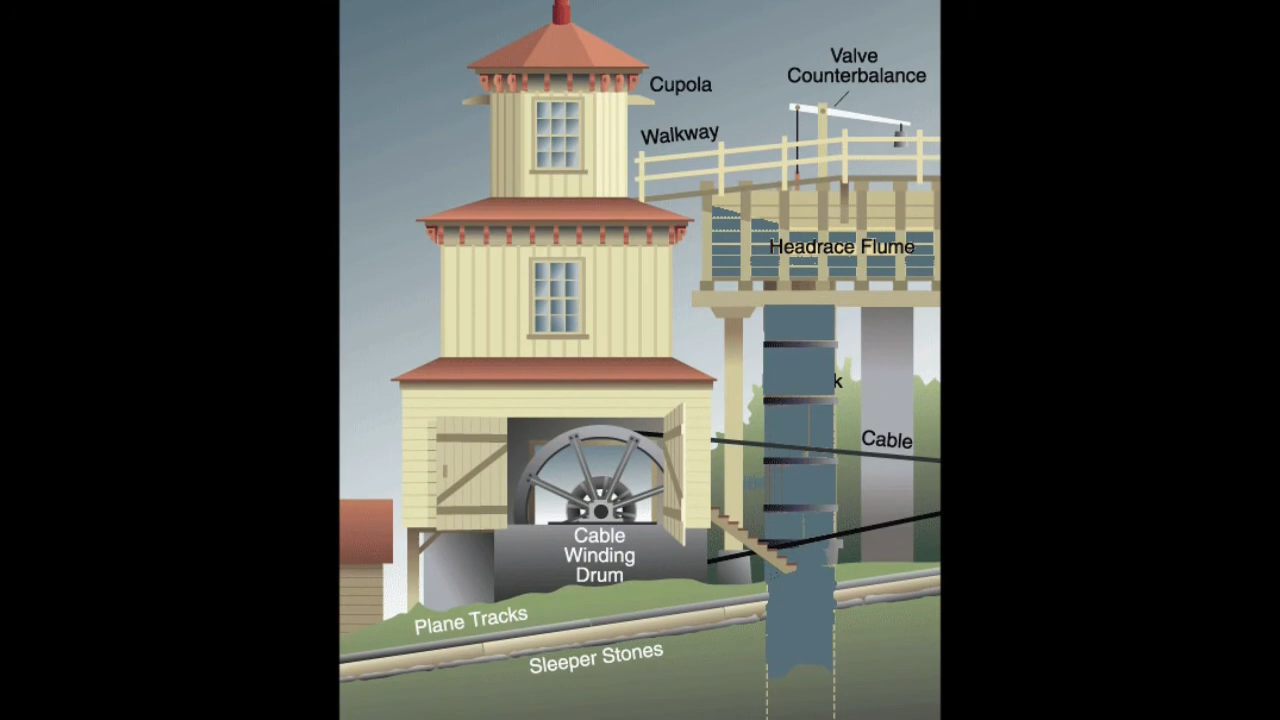 Valve
Counterbalance
Cupola
Walkway
Headrace Flume
k
Cable
Cable
Winding
Drum
Plane Tracks
Sleeper Stones